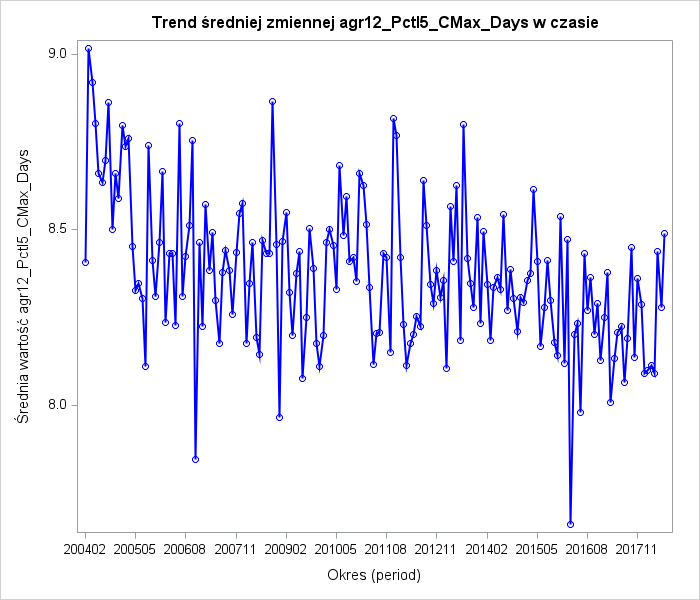 Trend średniej zmiennej agr12_Pctl5_CMax_Days w czasie
9.0
8.5
8.0
Średnia wartość agr12_Pctl5_CMax_Days
200402 200505 200608 200711 200902 201005 201108 201211 201402 201505 201608 201711
Okres (period)